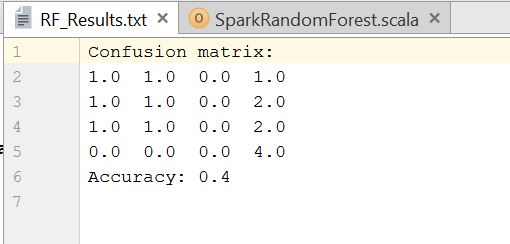 RF_Results.txt × O SparkRandomForest.scala ×
1 Confusion matrix:
2 1.0 1.0 0.0 1.0
3 1.0 1.0 0.0 2.0
4 1.0 1.0 0.0 2.0
5 0.0 0.0 0.0 4.0
6 Accuracy: 0.4
7